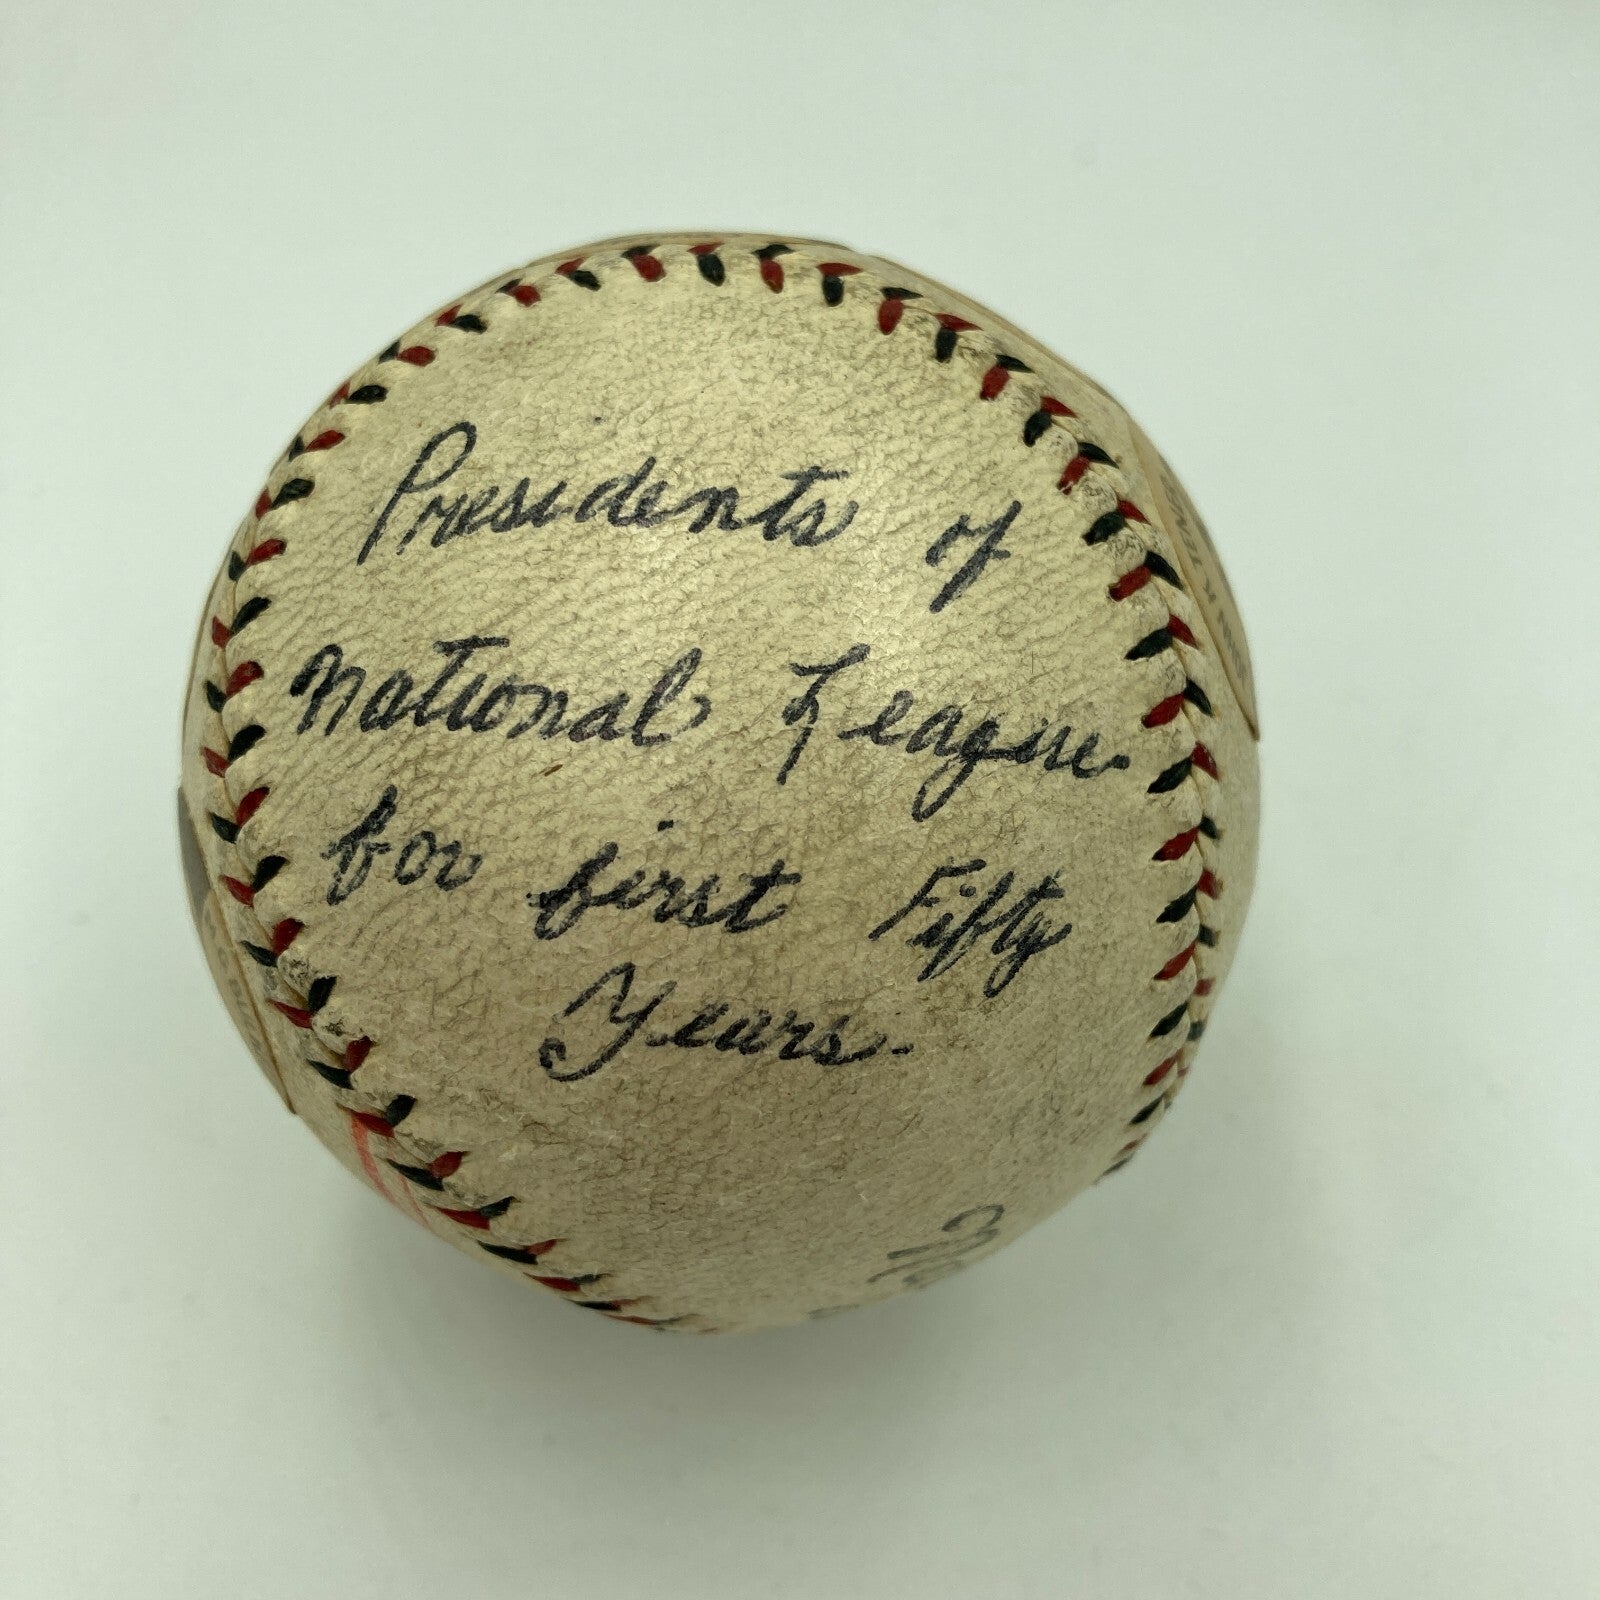 Presidents of
National League
for first Fifty
Years.